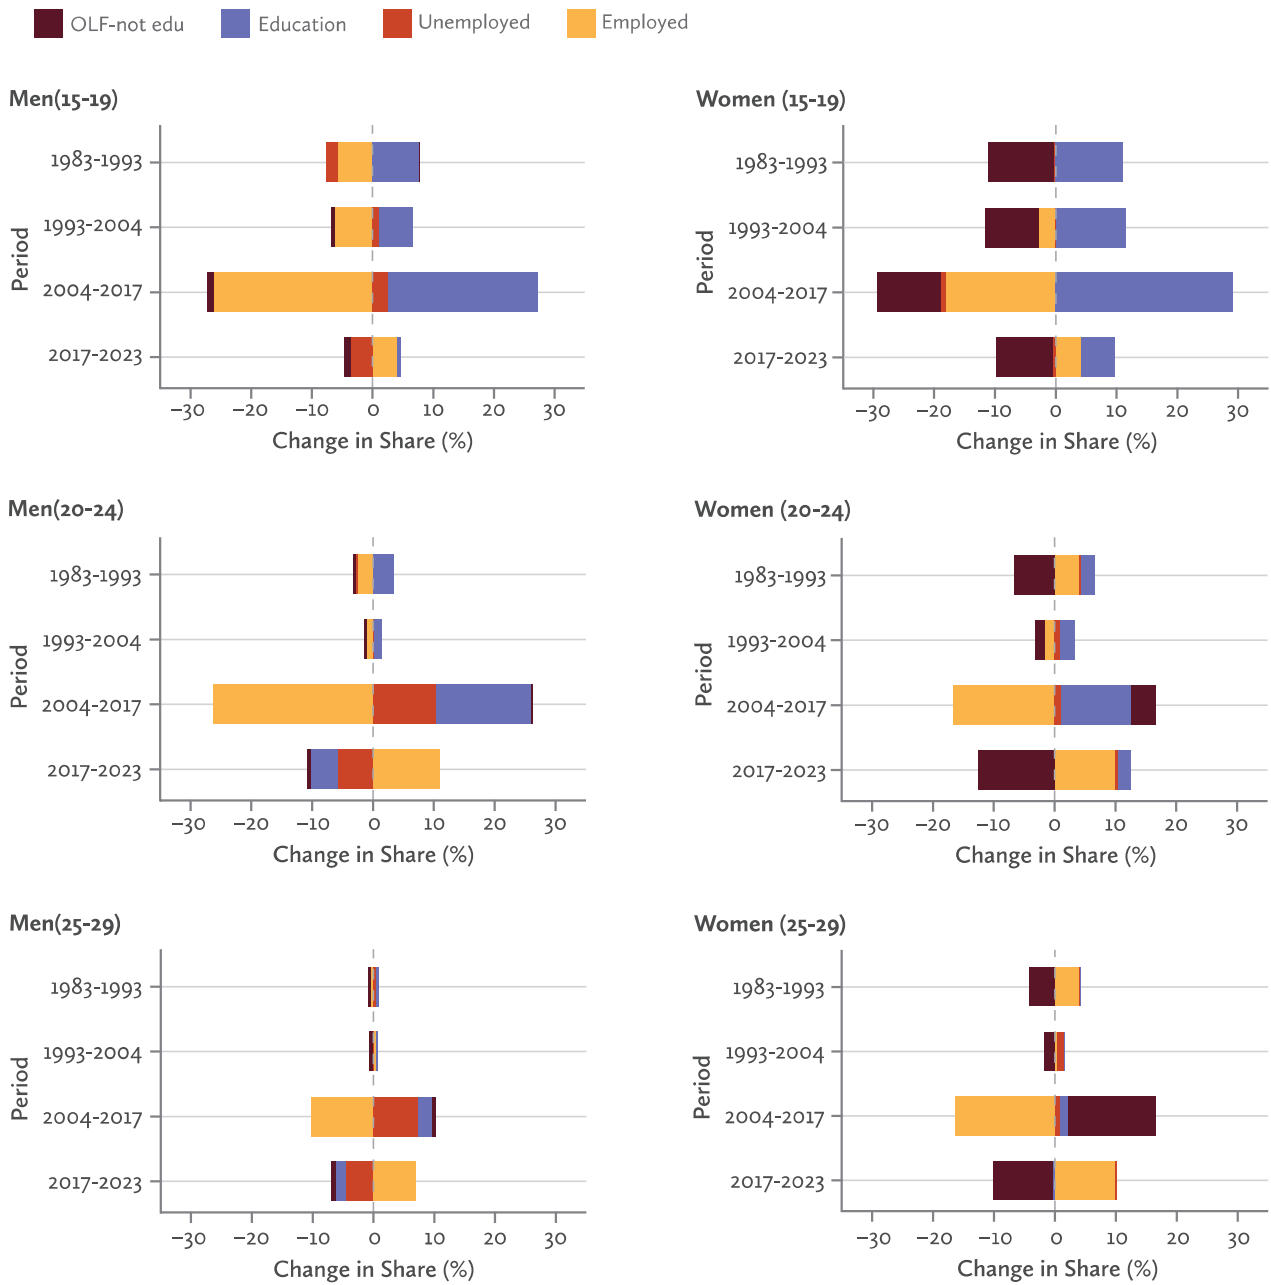 OLF-not edu Education Unemployed Employed
Men(15-19)
Period
1983-1993
1993-2004
2004-2017
2017-2023
−30 −20 −10 0 10 20 30
Change in Share (%)
Women (15-19)
Period
1983-1993
1993-2004
2004-2017
2017-2023
−30 −20 −10 0 10 20 30
Change in Share (%)
Men(20-24)
Period
1983-1993
1993-2004
2004-2017
2017-2023
−30 −20 −10 0 10 20 30
Change in Share (%)
Women (20-24)
Period
1983-1993
1993-2004
2004-2017
2017-2023
−30 −20 −10 0 10 20 30
Change in Share (%)
Men(25-29)
Period
1983-1993
1993-2004
2004-2017
2017-2023
−30 −20 −10 0 10 20 30
Change in Share (%)
Women (25-29)
Period
1983-1993
1993-2004
2004-2017
2017-2023
−30 −20 −10 0 10 20 30
Change in Share (%)